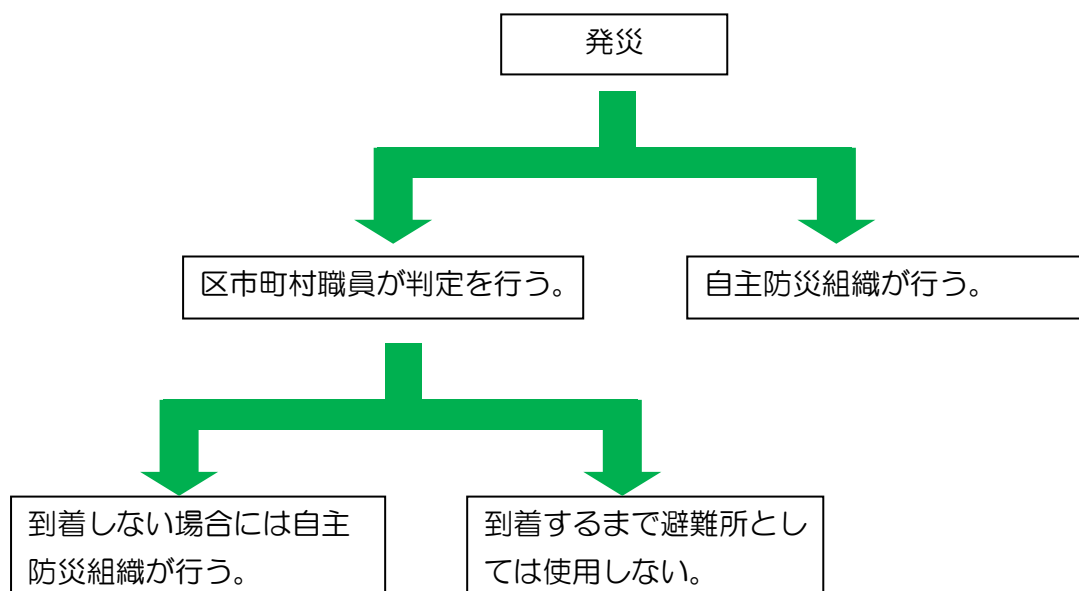 発災
区市町村職員が判定を行う。
自主防災組織が行う。
到着しない場合には自主
防災組織が行う。
到着するまで避難所とし
ては使用しない。